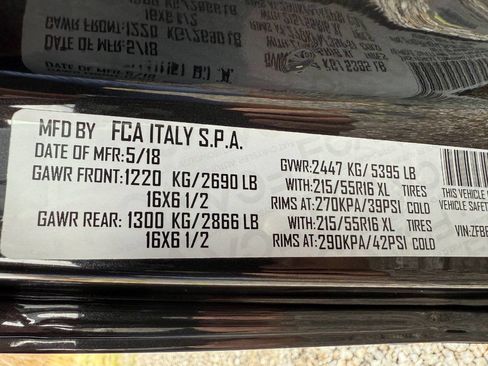 MFD BY FCA ITALY S.P.A.
DATE OF MFR:5/18
GAWR FRONT:1220 KG/2690 LB
16X6 1/2
GAWR REAR:1300 KG/2866 LB
16X6 1/2
GVWR:2447 KG/5395 LB
WITH:215/55R16 XL TIRES
RIMS AT:270KPA/39PSI COLD
WITH:215/55R16 XL TIRES
RIMS AT:290KPA/42PSI COLD
THIS VEHICLE
VEHICLE SAFE
VIN:ZFBE